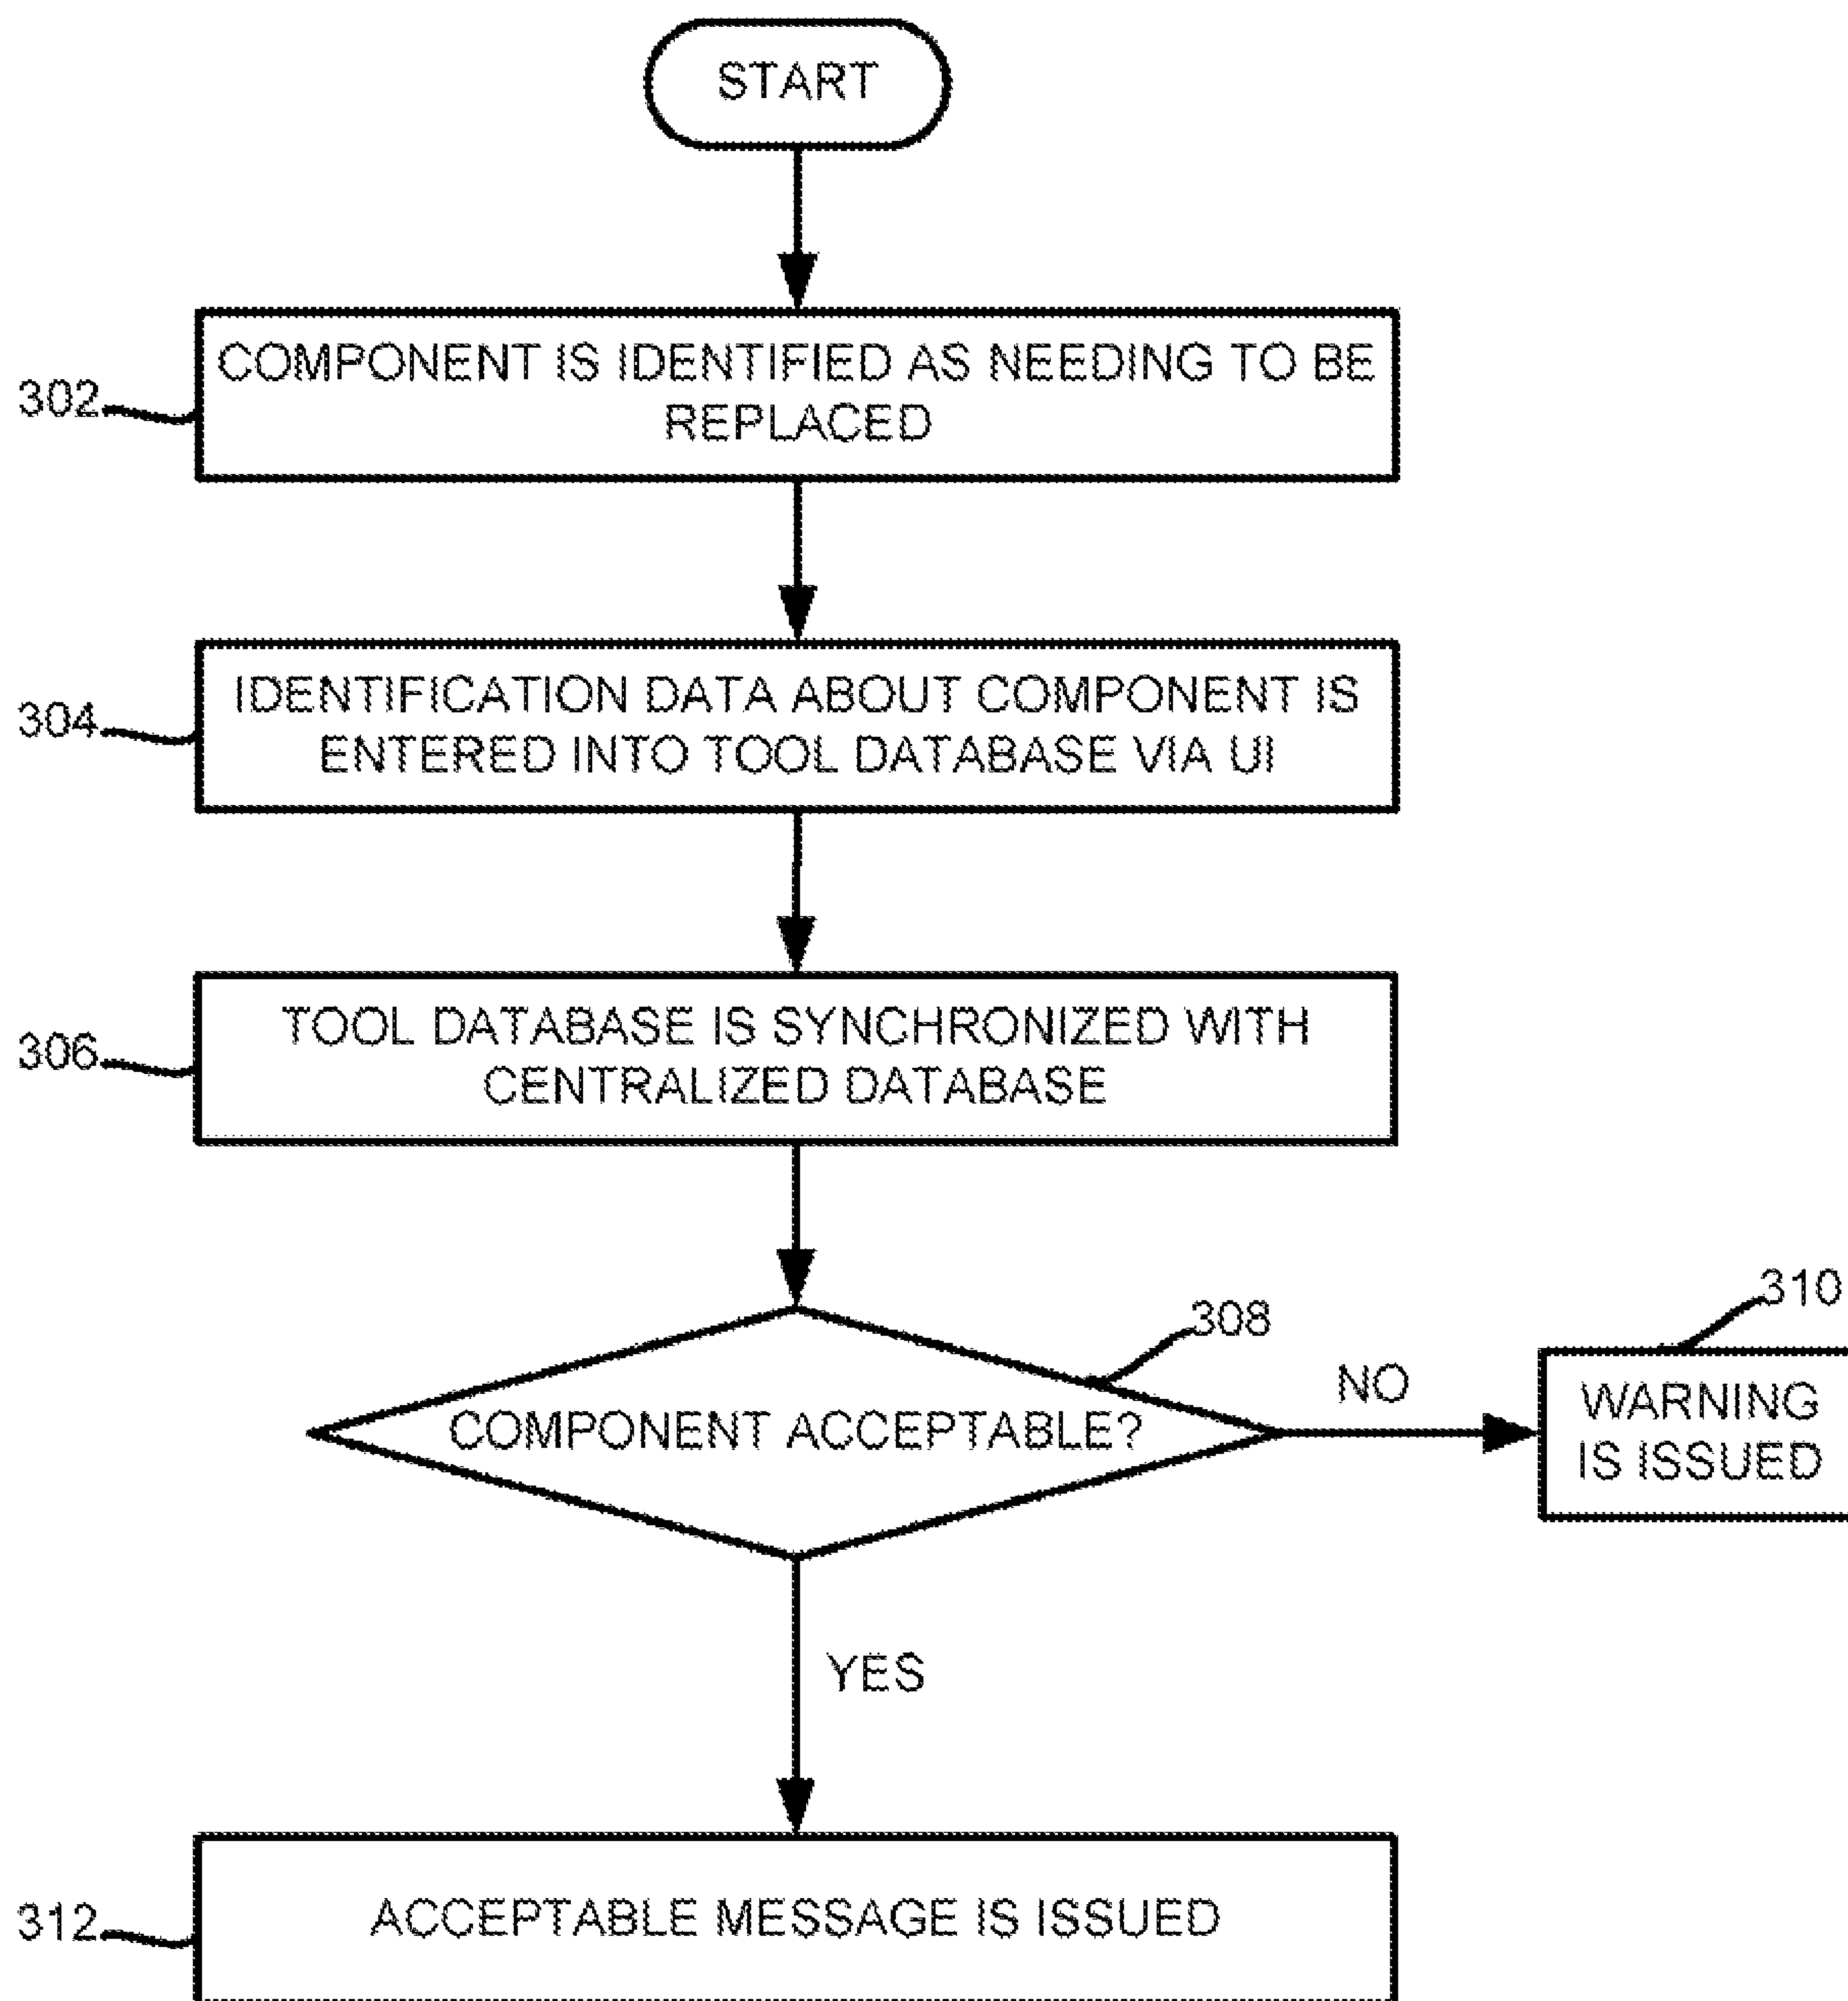 START
COMPONENT IS IDENTIFIED AS NEEDING TO BE
REPLACED
302
IDENTIFICATION DATA ABOUT COMPONENT IS
ENTERED INTO TOOL DATABASE VIA UI
304
TOOL DATABASE IS SYNCHRONIZED WITH
CENTRALIZED DATABASE
306
COMPONENT ACCEPTABLE?
308
NO
310
WARNING
IS ISSUED
YES
ACCEPTABLE MESSAGE IS ISSUED
312